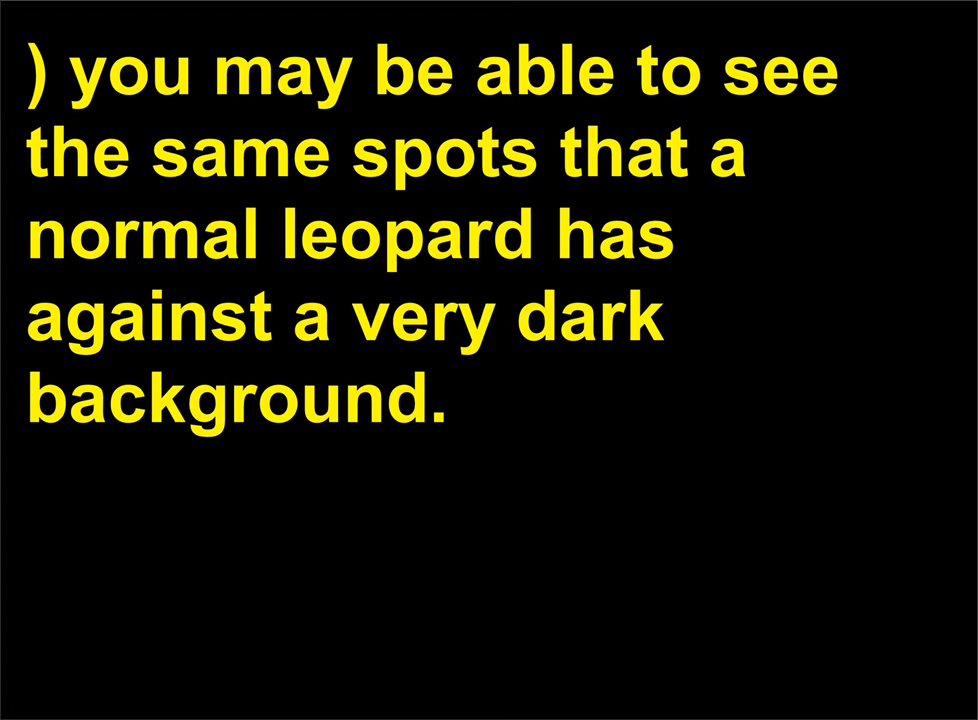 ) you may be able to see
the same spots that a
normal leopard has
against a very dark
background.